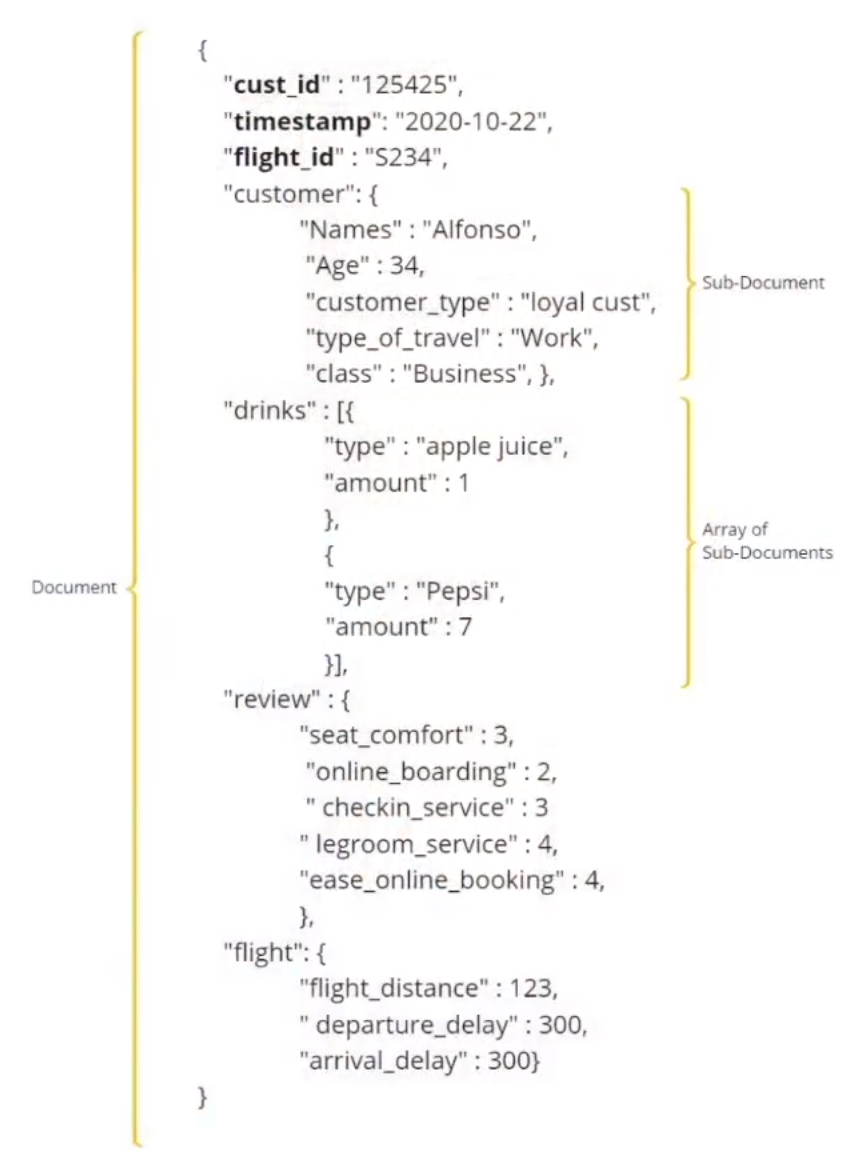 {
"cust_id" : "125425",
"timestamp": "2020-10-22",
"flight_id" : "S234",
"customer": {
"Names" : "Alfonso",
"Age" : 34,
"customer_type" : "loyal cust",
"type_of_travel" : "Work",
"class" : "Business", },
Sub-Document
"drinks" : [{
"type" : "apple juice",
"amount" : 1
},
{
"type" : "Pepsi",
"amount" : 7
}],
Array of
Sub-Documents
Document
"review" : {
"seat_comfort" : 3,
"online_boarding" : 2,
" checkin_service" : 3
" legroom_service" : 4,
"ease_online_booking" : 4,
},
"flight": {
"flight_distance" : 123,
" departure_delay" : 300,
"arrival_delay" : 300}
}